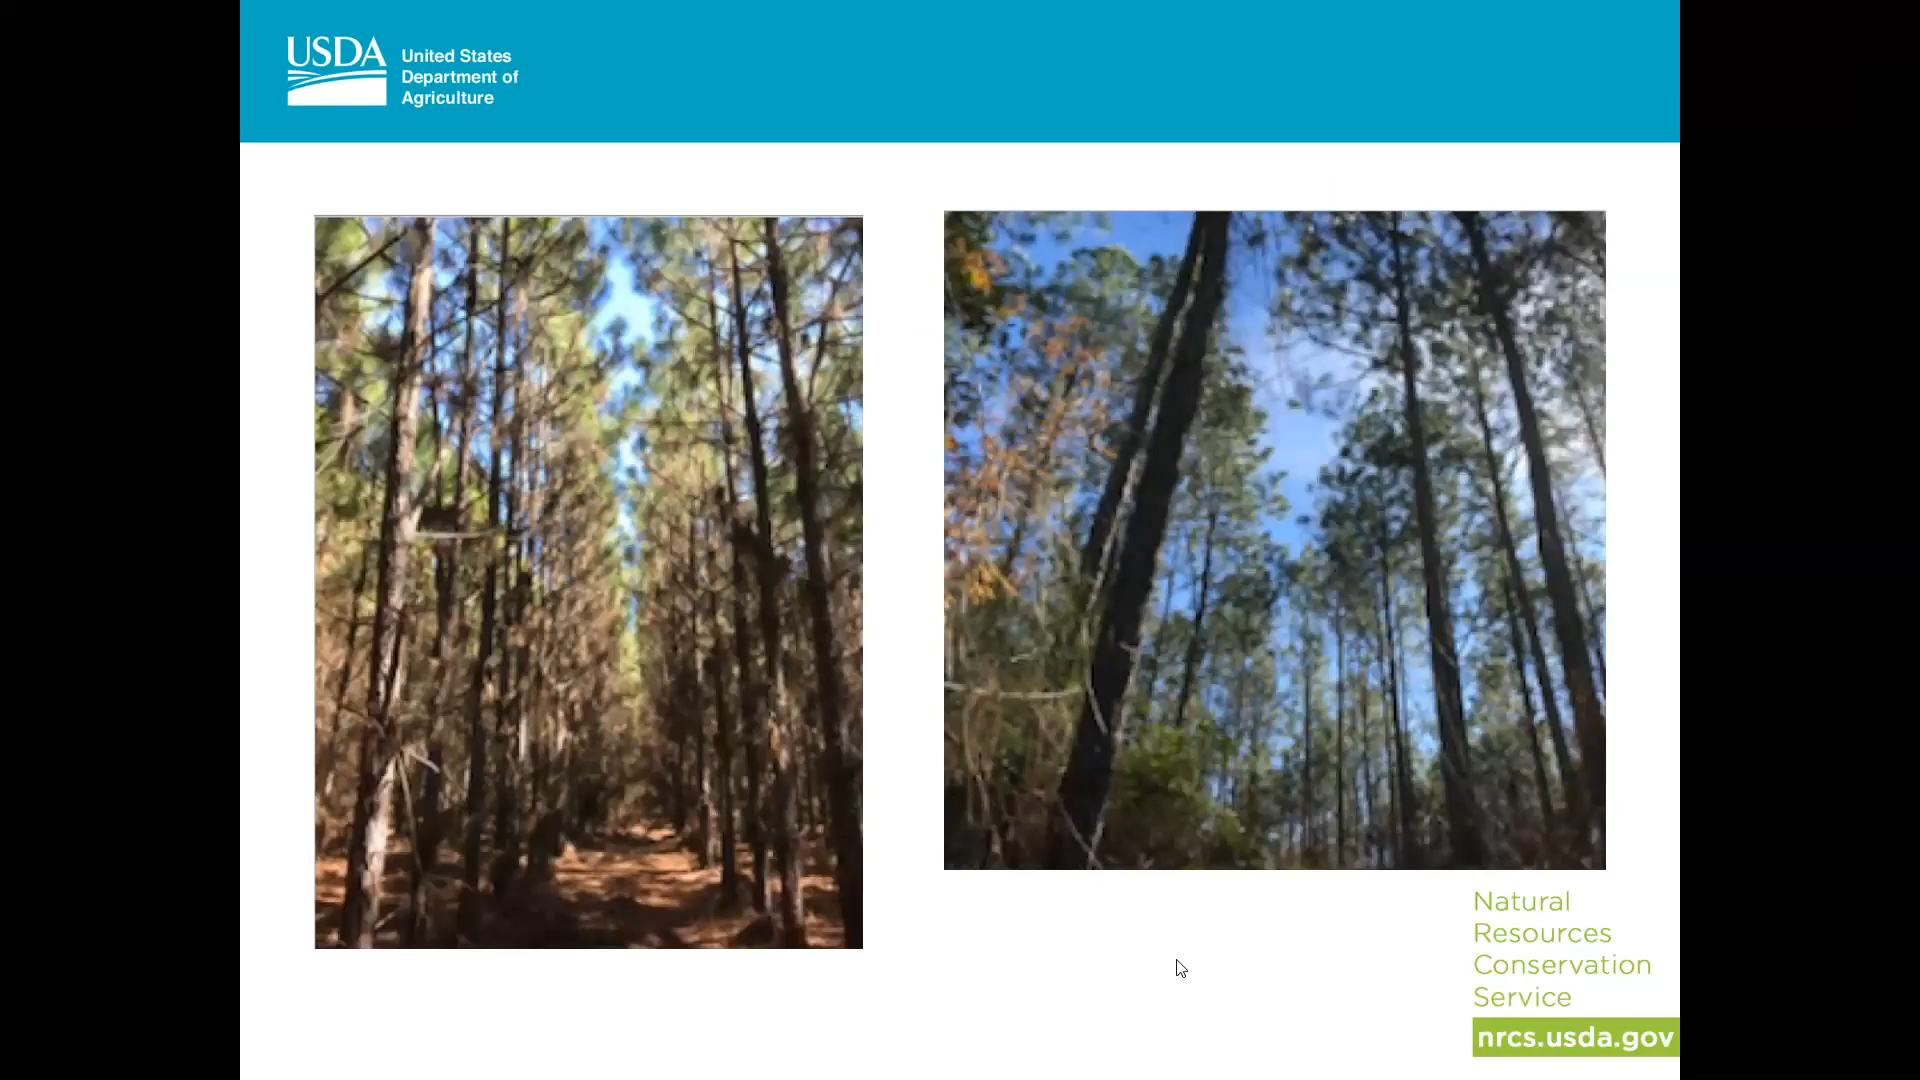 USDA
United States
Department of
Agriculture
Natural
Resources
Conservation
Service
nrcs.usda.gov